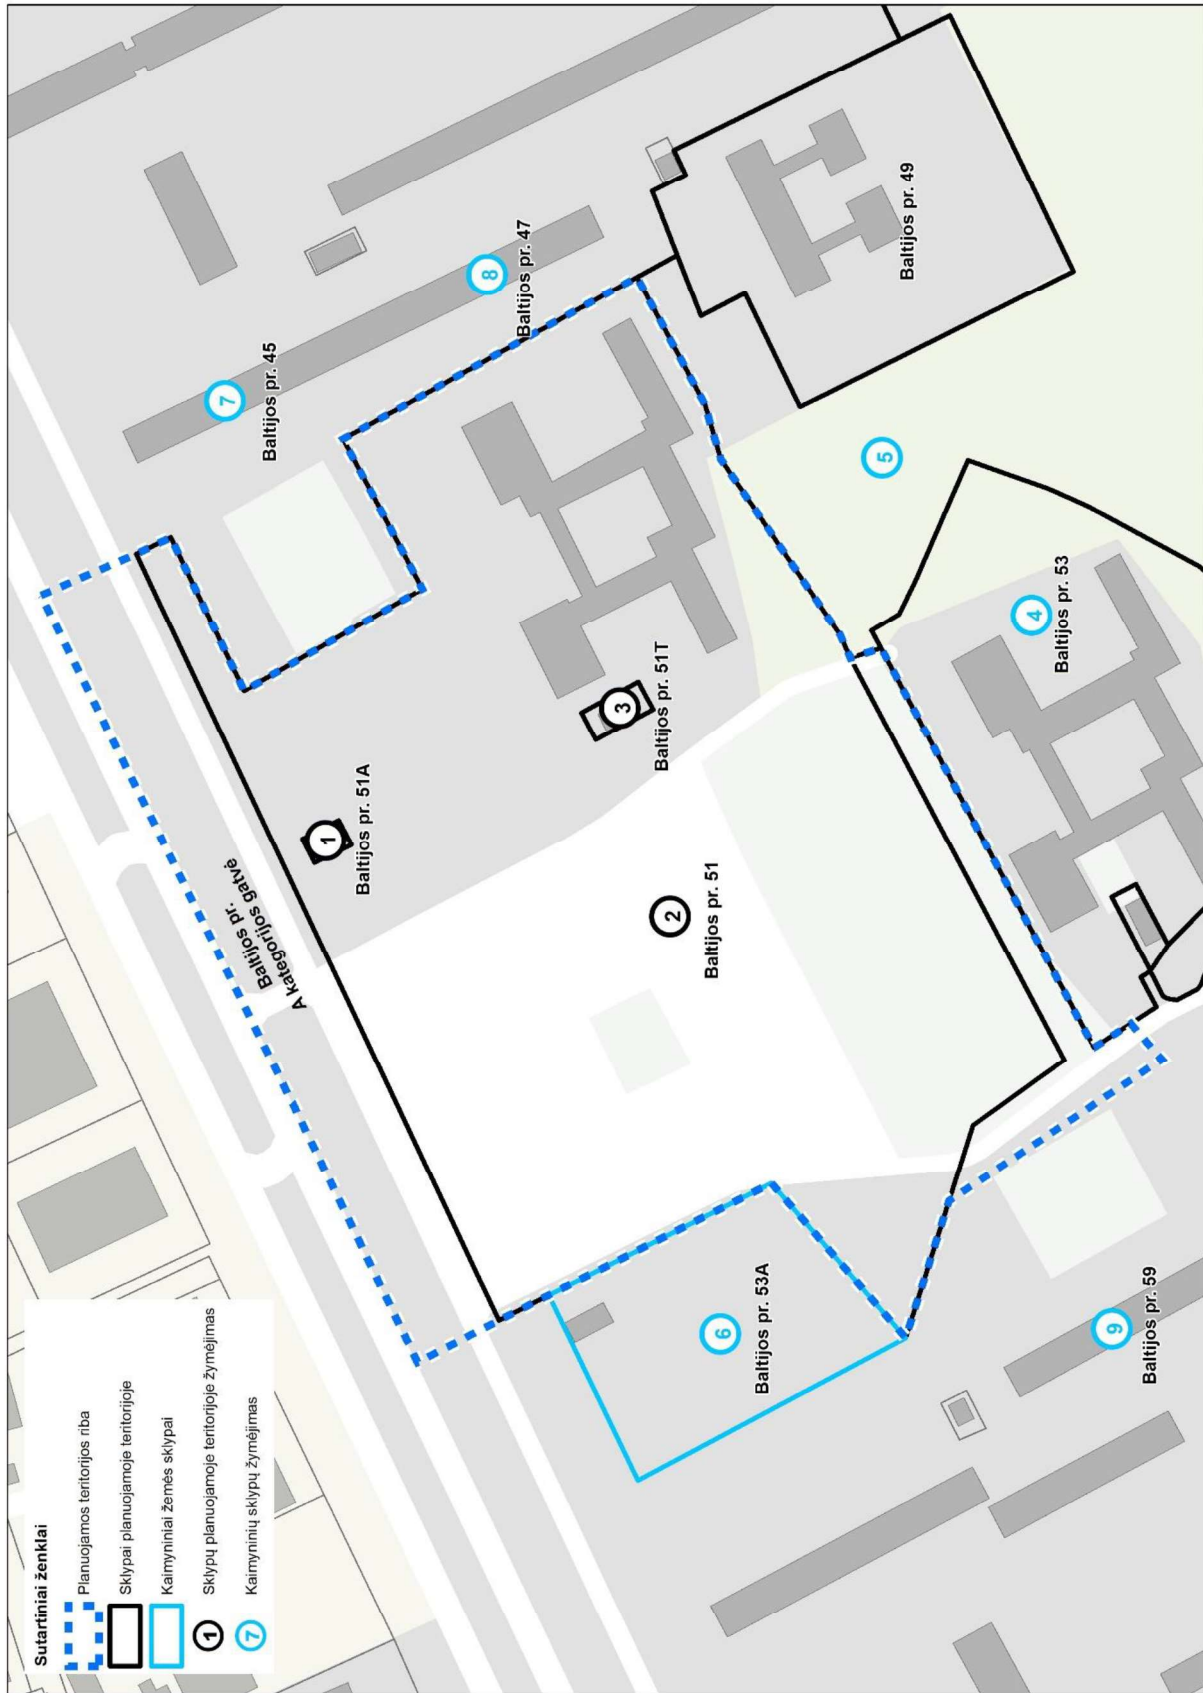 Sutartiniai ženklai
Planuojamos teritorijos riba
Sklypai planuojamoje teritorijoje
Kaimyniniai žemės sklypai
1 Sklypų planuojamoje teritorijoje žymėjimas
7 Kaimyninių sklypų žymėjimas
Baltijos pr.
A kategorijos gatvė
7
Baltijos pr. 45
8
Baltijos pr. 47
1
Baltijos pr. 51A
3
Baltijos pr. 51T
2
Baltijos pr. 51
Baltijos pr. 49
5
4
Baltijos pr. 53
6
Baltijos pr. 53A
9
Baltijos pr. 59